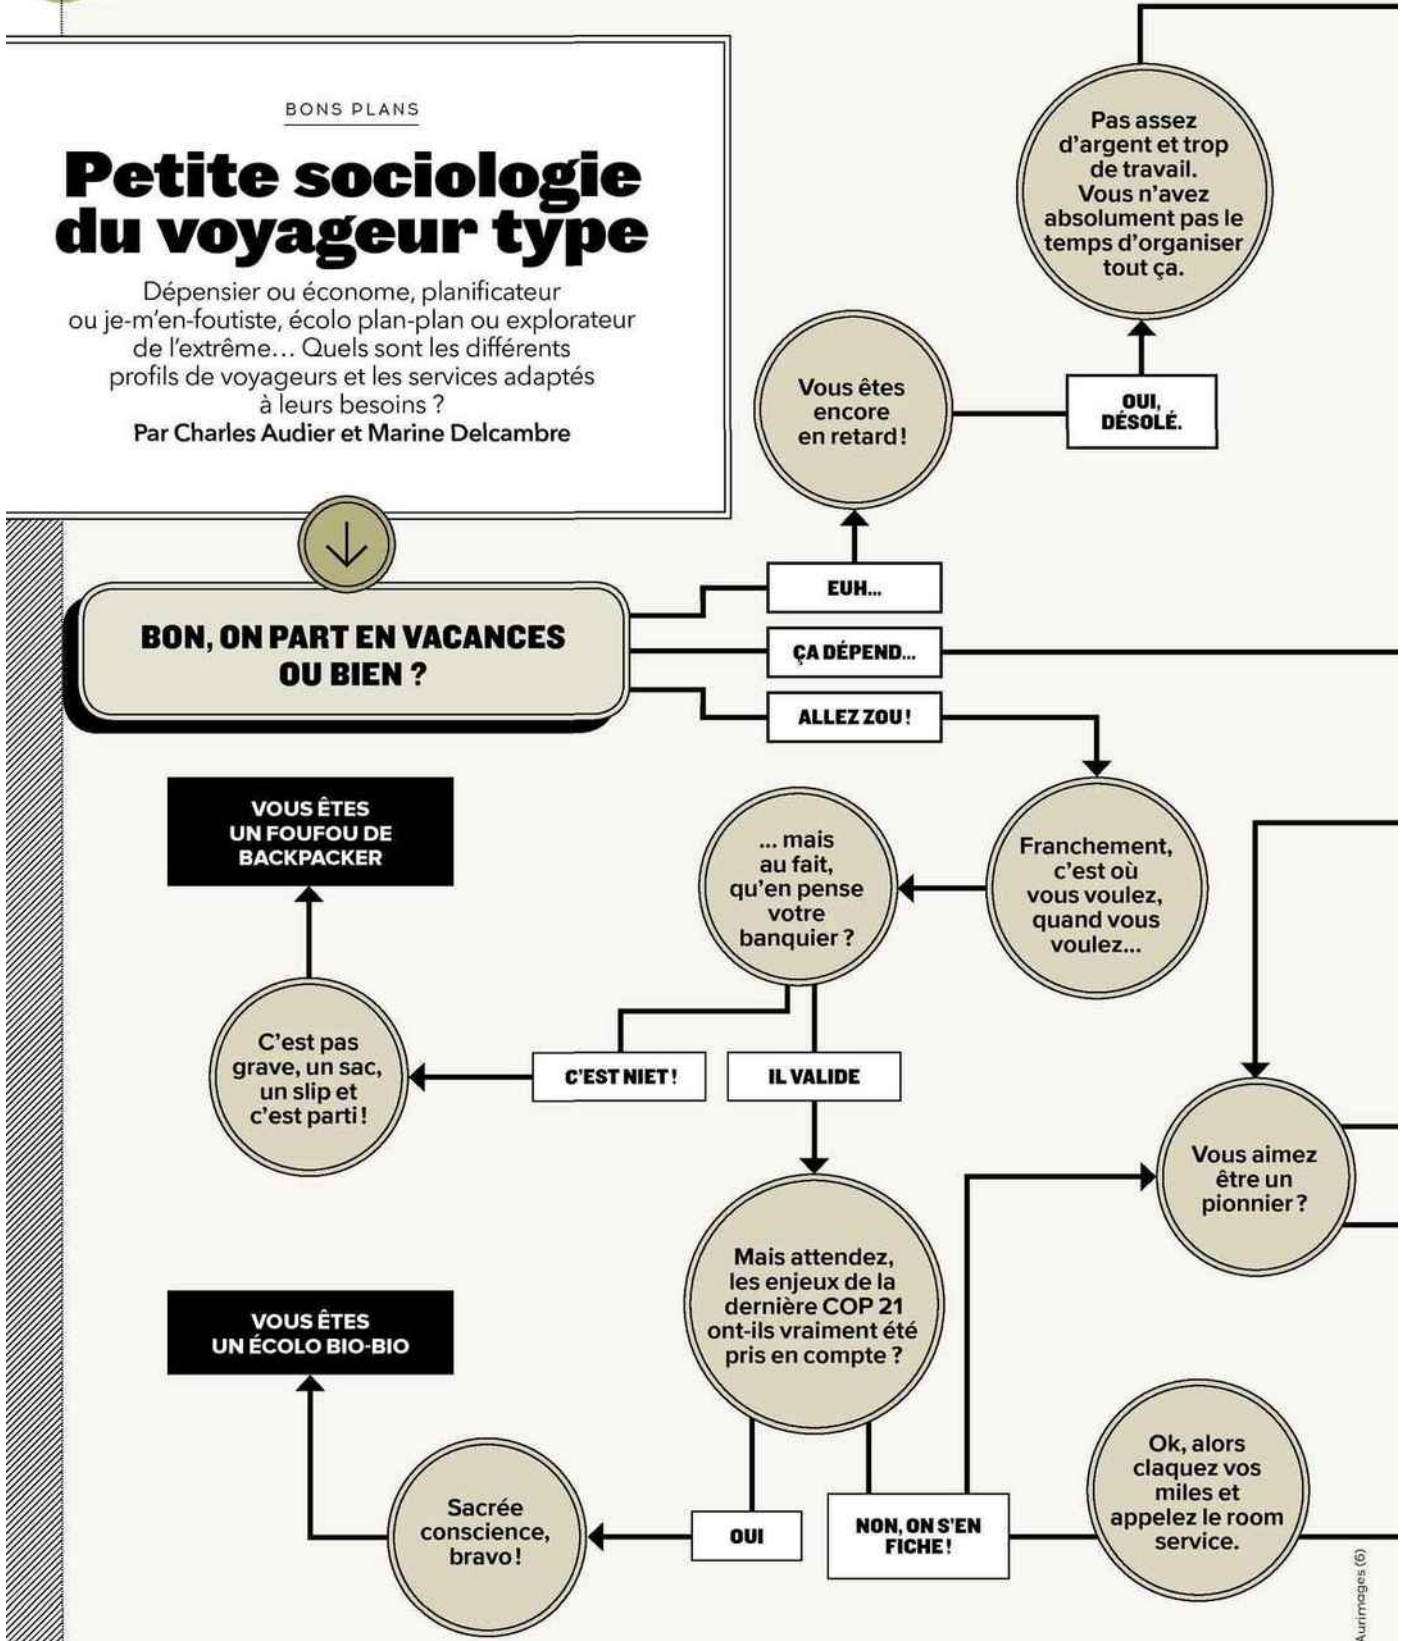 BONS PLANS
Petite sociologie
du voyageur type
Dépensier ou économe, planificateur
ou je-m'en-foutiste, écolo plan-plan ou explorateur
de l'extrême... Quels sont les différents
profils de voyageurs et les services adaptés
à leurs besoins ?
Par Charles Audier et Marine Delcambre
Pas assez
d'argent et trop
de travail.
Vous n'avez
absolument pas le
temps d'organiser
tout ça.
Vous êtes
encore
en retard !
OUI,
DÉSOLÉ.
BON, ON PART EN VACANCES
OU BIEN ?
EUH...
ÇA DÉPEND...
ALLEZ ZOU !
VOUS ÊTES
UN FOUFOU DE
BACKPACKER
... mais
au fait,
qu'en pense
votre
banquier ?
Franchement,
c'est où
vous voulez,
quand vous
voulez...
C'est pas
grave, un sac,
un slip et
c'est parti !
C'EST NIET !
IL VALIDE
Vous aimez
être un
pionnier ?
Mais attendez,
les enjeux de la
dernière COP 21
ont-ils vraiment été
pris en compte ?
VOUS ÊTES
UN ÉCOLO BIO-BIO
Sacrée
conscience,
bravo !
OUI
NON, ON S'EN
FICHE !
Ok, alors
claquez vos
miles et
appelez le room
service.
Aurimages (6)